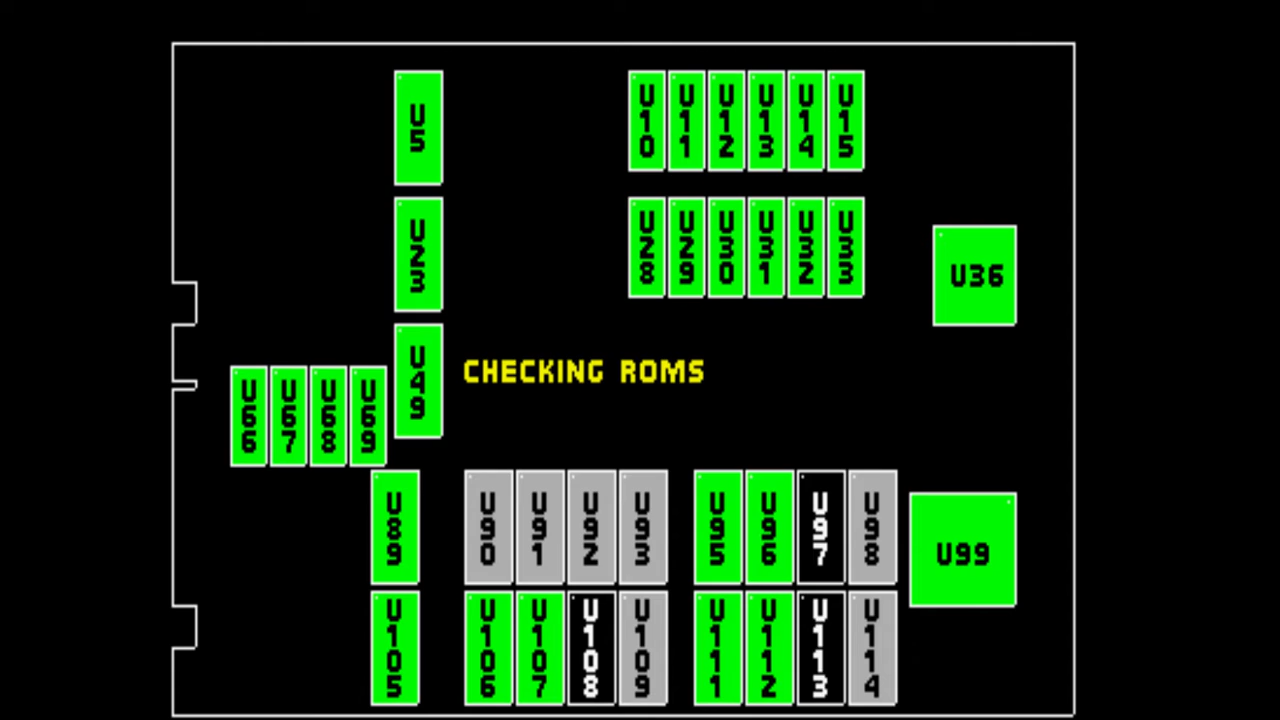 U5
U10 U11 U12 U13 U14 U15
U23
U28 U29 U30 U31 U32 U33
U36
U49
CHECKING ROMS
U66 U67 U68 U69
U89
U90 U91 U92 U93
U95 U96 U97 U98
U99
U105
U106 U107 U108 U109
U111 U112 U113 U114